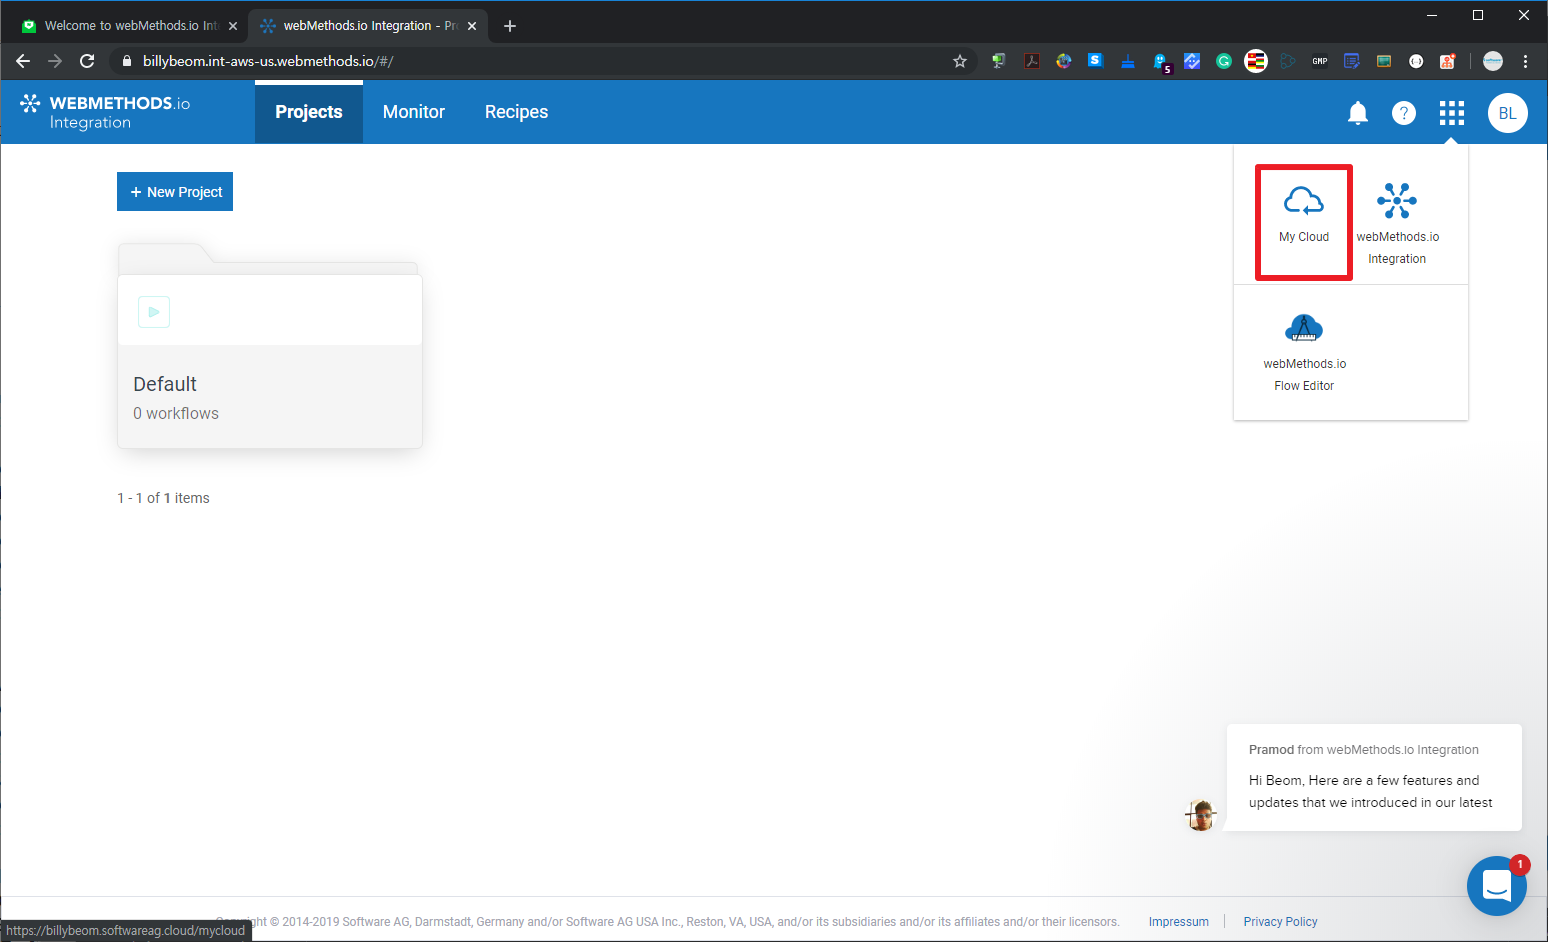 Welcome to webMethods.io Int
webMethods.io Integration - Pr
billybeom.int-aws-us.webmethods.io/#/
S
5
G
GMP
WEBMETHODS.io
Integration
Projects
Monitor
Recipes
?
BL
+ New Project
My Cloud
webMethods.io
Integration
webMethods.io
Flow Editor
Default
0 workflows
1 - 1 of 1 items
Pramod from webMethods.io Integration
Hi Beom, Here are a few features and
updates that we introduced in our latest
1
Copyright © 2014-2019 Software AG, Darmstadt, Germany and/or Software AG USA Inc., Reston, VA, USA, and/or its subsidiaries and/or its affiliates and/or their licensors.
Impressum
Privacy Policy
https://billybeom.softwareag.cloud/mycloud